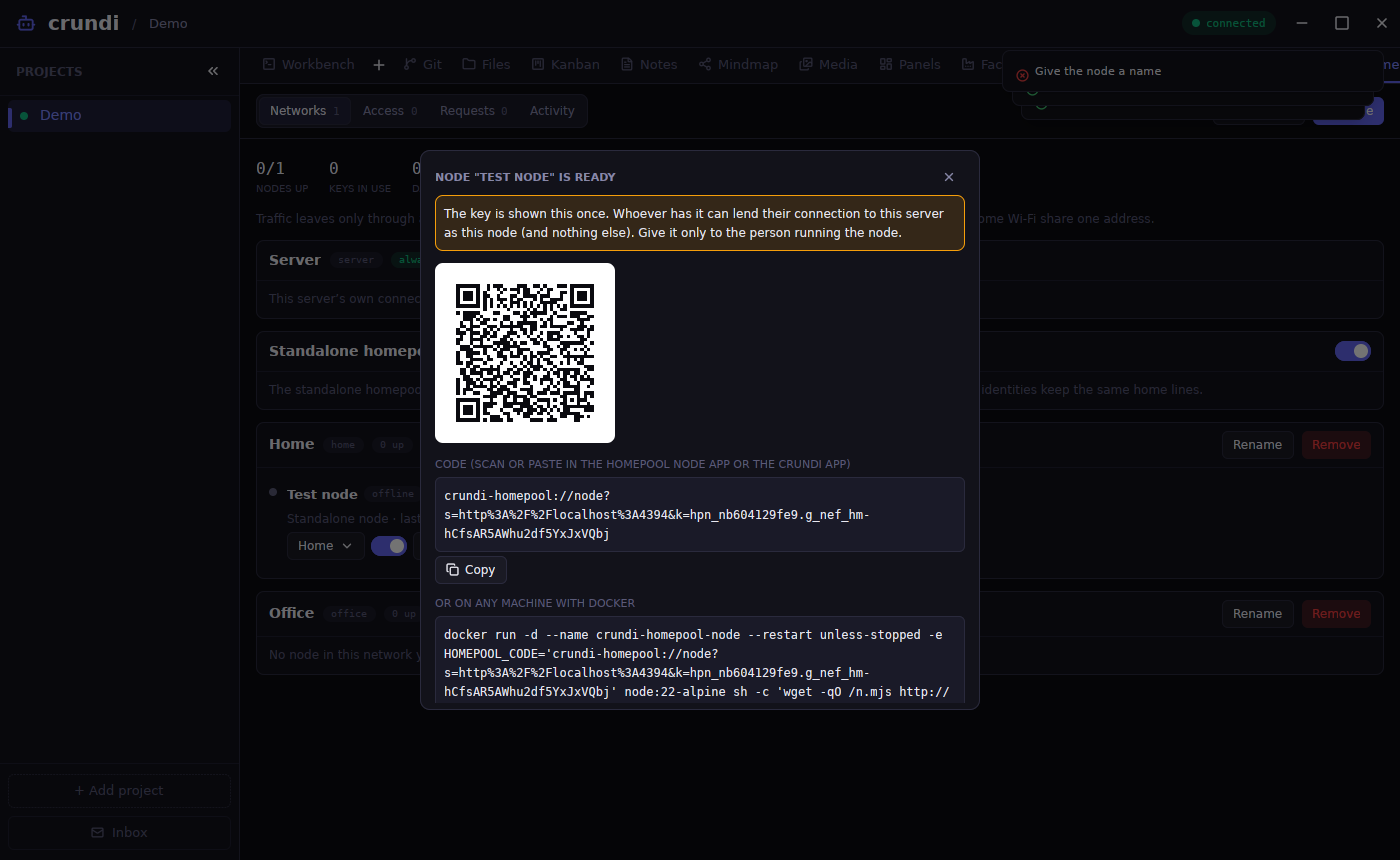 crundi / Demo
connected
PROJECTS
Demo
+ Add project
Inbox
Workbench
Git
Files
Kanban
Notes
Mindmap
Media
Panels
Give the node a name
Networks 1
Access 0
Requests 0
Activity
0/1
NODES UP
0
KEYS IN USE
Traffic leaves only through
ome Wi-Fi share one address.
Server server
This server's own connec
Standalone homepo
The standalone homepoo
identities keep the same home lines.
Home home 0 up
Rename
Remove
Test node offline
Standalone node · last
Home
Office office 0 up
Rename
Remove
No node in this network y
NODE "TEST NODE" IS READY
The key is shown this once. Whoever has it can lend their connection to this server
as this node (and nothing else). Give it only to the person running the node.
CODE (SCAN OR PASTE IN THE HOMEPOOL NODE APP OR THE CRUNDI APP)
crundi-homepool://node?
s=http%3A%2F%2Flocalhost%3A4394&k=hpn_nb604129fe9.g_nef_hm-
hCfsAR5AWhu2df5YxJxVQbj
Copy
OR ON ANY MACHINE WITH DOCKER
docker run -d --name crundi-homepool-node --restart unless-stopped -e
HOMEPOOL_CODE='crundi-homepool://node?
s=http%3A%2F%2Flocalhost%3A4394&k=hpn_nb604129fe9.g_nef_hm-
hCfsAR5AWhu2df5YxJxVQbj' node:22-alpine sh -c 'wget -qO /n.mjs http://